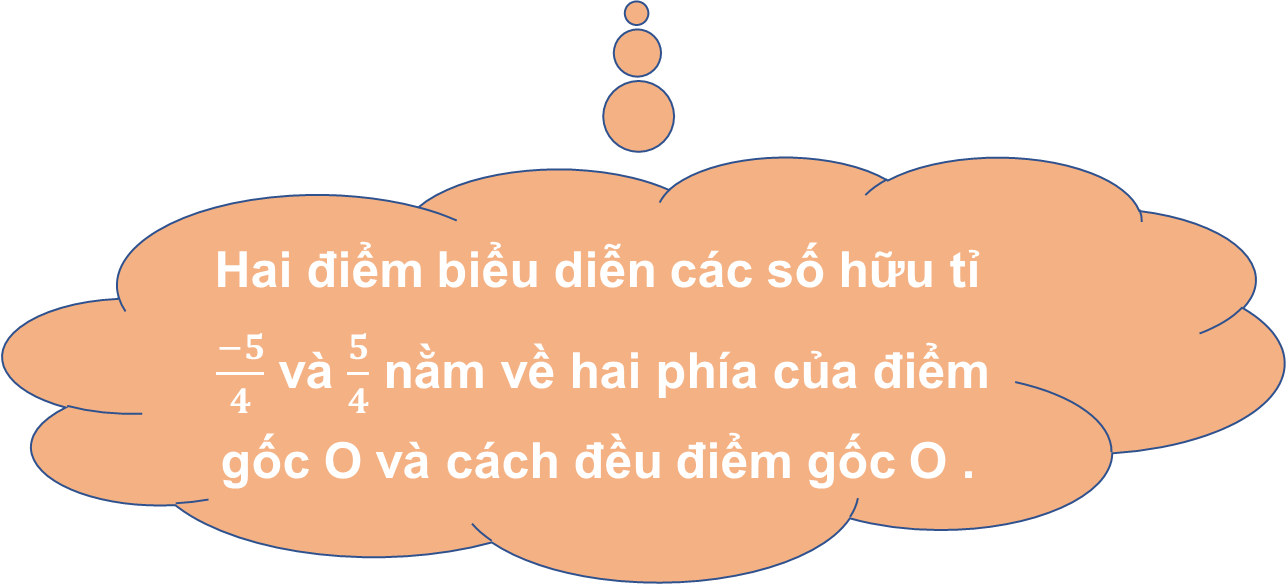 Hai điểm biểu diễn các số hữu tỉ
−5/4 và 5/4 nằm về hai phía của điểm
gốc O và cách đều điểm gốc O .